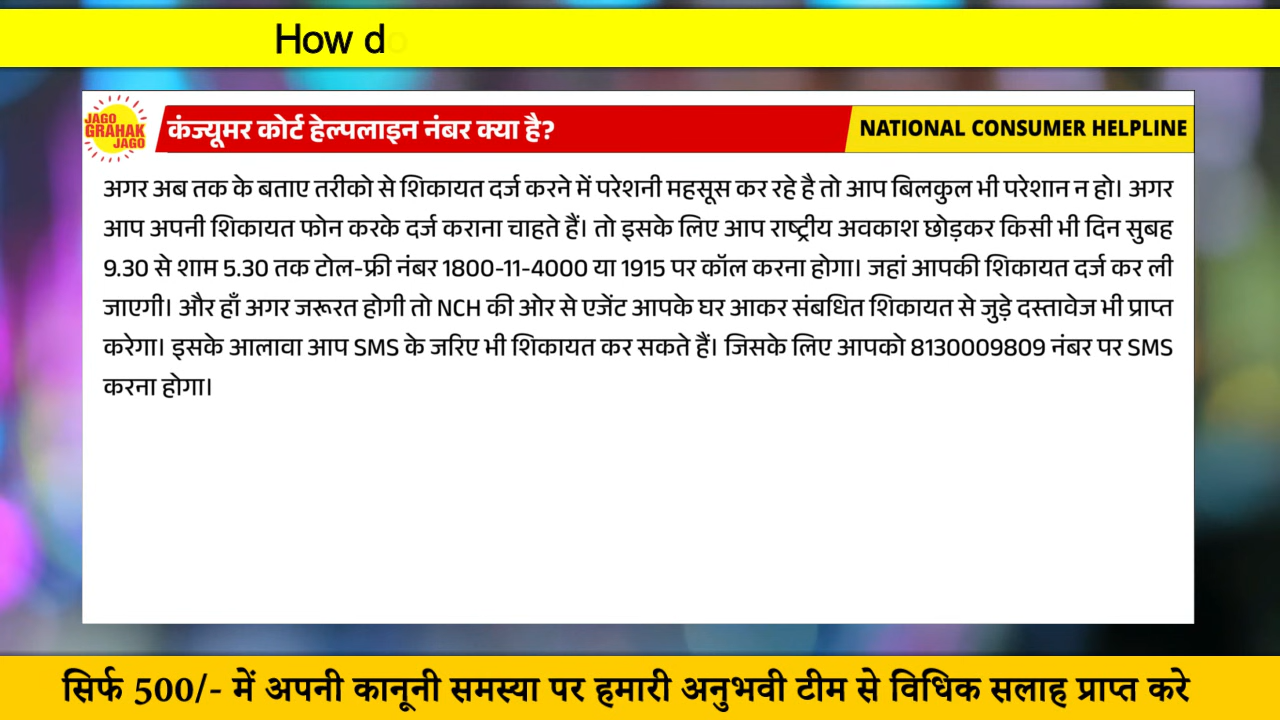 How do
JAGO
GRAHAK
JAGO
कंज्यूमर कोर्ट हेल्पलाइन नंबर क्या है?
NATIONAL CONSUMER HELPLINE
अगर अब तक के बताए तरीको से शिकायत दर्ज करने में परेशनी महसूस कर रहे है तो आप बिलकुल भी परेशान न हो। अगर
आप अपनी शिकायत फोन करके दर्ज कराना चाहते हैं। तो इसके लिए आप राष्ट्रीय अवकाश छोड़कर किसी भी दिन सुबह
9.30 से शाम 5.30 तक टोल-फ्री नंबर 1800-11-4000 या 1915 पर कॉल करना होगा। जहां आपकी शिकायत दर्ज कर ली
जाएगी। और हाँ अगर जरूरत होगी तो NCH की ओर से एजेंट आपके घर आकर संबधित शिकायत से जुड़े दस्तावेज भी प्राप्त
करेगा। इसके आलावा आप SMS के जरिए भी शिकायत कर सकते हैं। जिसके लिए आपको 8130009809 नंबर पर SMS
करना होगा।
सिर्फ 500/- में अपनी कानूनी समस्या पर हमारी अनुभवी टीम से विधिक सलाह प्राप्त करे